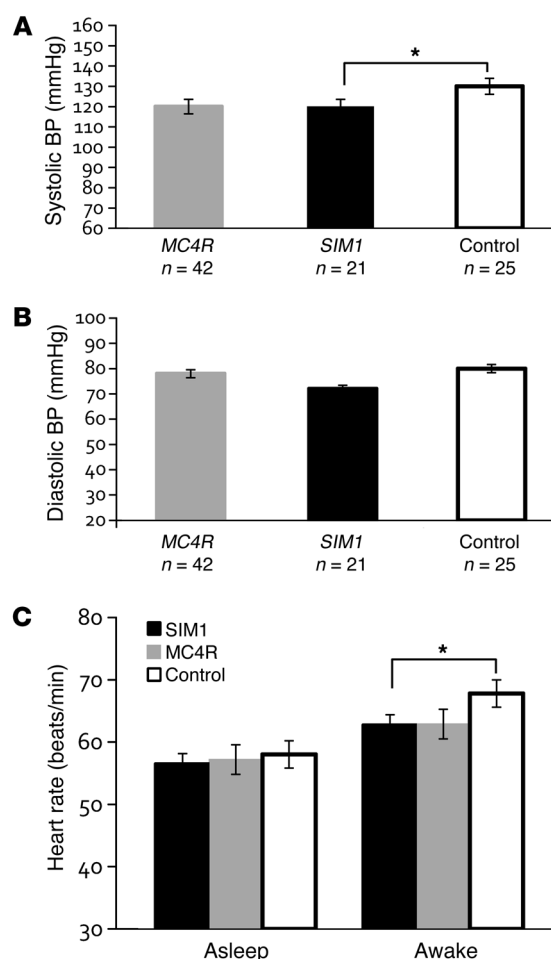 A
Systolic BP (mmHg)
160
150
140
130
120
110
100
90
80
70
60
*
MC4R SIM1 Control
n = 42 n = 21 n = 25
B
Diastolic BP (mmHg)
100
90
80
70
60
50
40
30
20
MC4R SIM1 Control
n = 42 n = 21 n = 25
C
Heart rate (beats/min)
80
70
60
50
40
30
SIM1
MC4R
Control
*
Asleep Awake